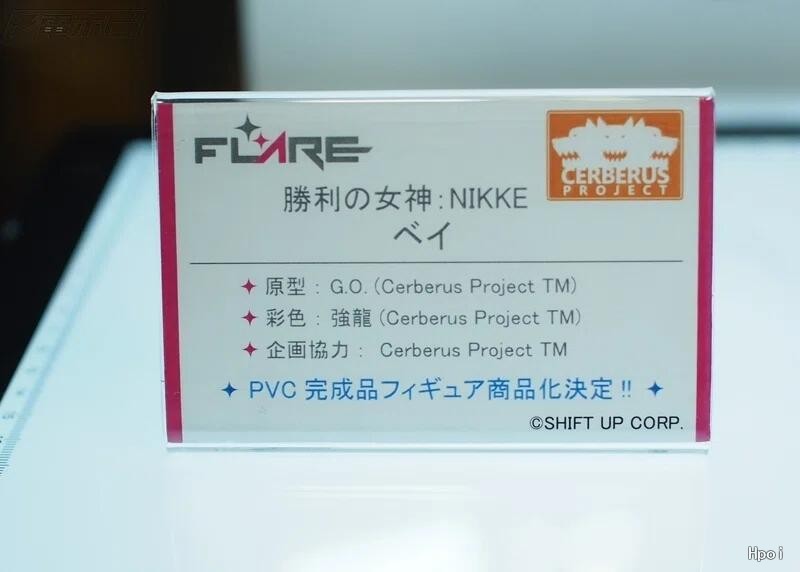 FLARE
CERBERUS
PROJECT
勝利の女神:NIKKE
ベイ
✦ 原型 : G.O. (Cerberus Project TM)
✦ 彩色 : 強龍 (Cerberus Project TM)
✦ 企画協力 : Cerberus Project TM
✦ PVC 完成品フィギュア商品化決定!! ✦
©SHIFT UP CORP.
Hpoi